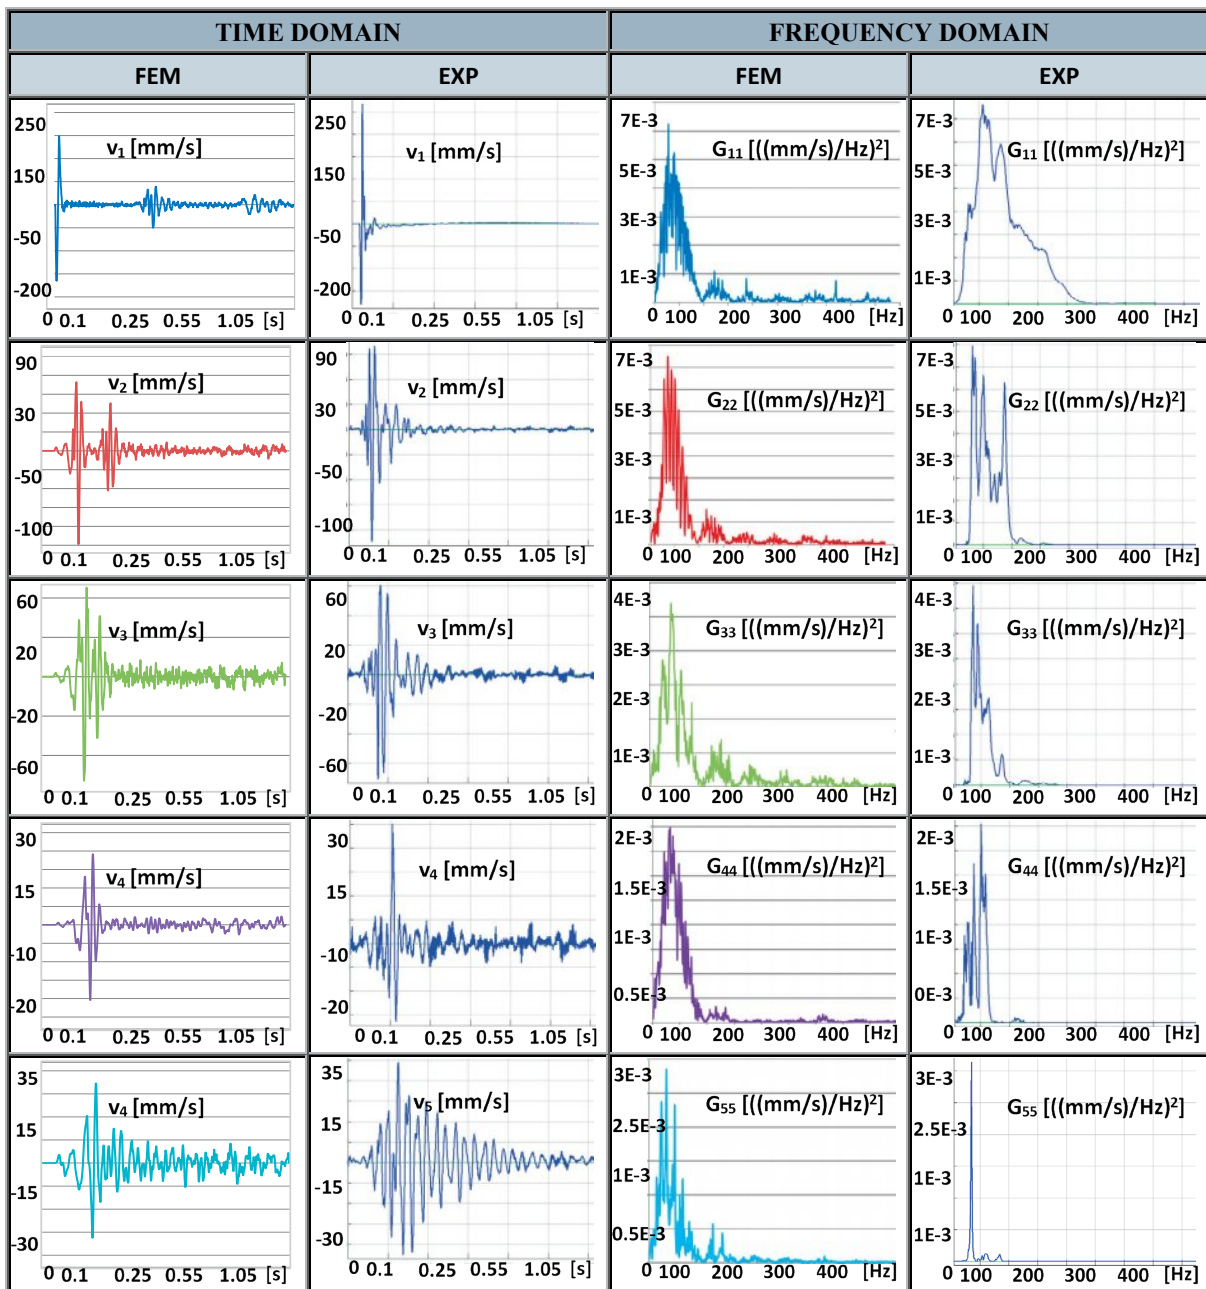 TIME DOMAIN FREQUENCY DOMAIN
FEM EXP FEM EXP
250
150
-50
-200
v1 [mm/s]
0 0.1 0.25 0.55 1.05 [s]
250
150
-50
-200
v1 [mm/s]
0 0.1 0.25 0.55 1.05 [s]
7E-3
5E-3
3E-3
1E-3
G11 [((mm/s)/Hz)²]
0 100 200 300 400 [Hz]
7E-3
5E-3
3E-3
1E-3
G11 [((mm/s)/Hz)²]
0 100 200 400 [Hz]
90
30
-50
-100
v2 [mm/s]
0 0.1 0.25 0.55 1.05 [s]
90
30
-50
-100
v2 [mm/s]
0 0.1 0.25 0.55 1.05 [s]
7E-3
5E-3
3E-3
1E-3
G22 [((mm/s)/Hz)²]
0 100 200 300 400 [Hz]
7E-3
5E-3
3E-3
1E-3
G22 [((mm/s)/Hz)²]
0 100 200 300 400 [Hz]
60
20
-20
-60
v3 [mm/s]
0 0.1 0.25 0.55 1.05 [s]
60
20
-20
-60
v3 [mm/s]
0 0.1 0.25 0.55 1.05 [s]
4E-3
3E-3
2E-3
1E-3
G33 [((mm/s)/Hz)²]
0 100 200 300 400 [Hz]
4E-3
3E-3
2E-3
1E-3
G33 [((mm/s)/Hz)²]
0 100 200 300 400 [Hz]
30
15
-10
-20
v4 [mm/s]
0 0.1 0.25 0.55 1.05 [s]
30
15
-10
-20
v4 [mm/s]
0 0.1 0.25 0.55 1.05 [s]
2E-3
1.5E-3
1E-3
0.5E-3
G44 [((mm/s)/Hz)²]
0 100 200 300 400 [Hz]
2E-3
1.5E-3
1E-3
0E-3
G44 [((mm/s)/Hz)²]
0 100 200 300 400 [Hz]
35
15
-15
-30
v4 [mm/s]
0 0.1 0.25 0.55 1.05 [s]
35
15
-15
-30
v5 [mm/s]
0 0.1 0.25 0.55 1.05 [s]
3E-3
2.5E-3
1E-3
0.5E-3
G55 [((mm/s)/Hz)²]
0 100 200 300 400 [Hz]
3E-3
2.5E-3
1E-3
G55 [((mm/s)/Hz)²]
0 100 200 300 400 [Hz]